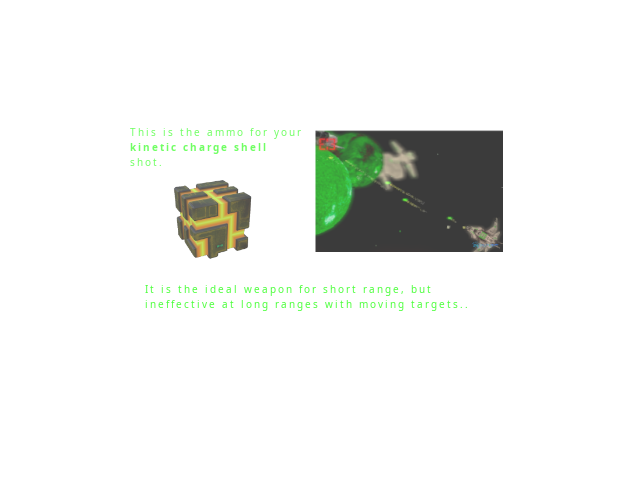 This is the ammo for your
kinetic charge shell
shot.
It is the ideal weapon for short range, but
ineffective at long ranges with moving targets..